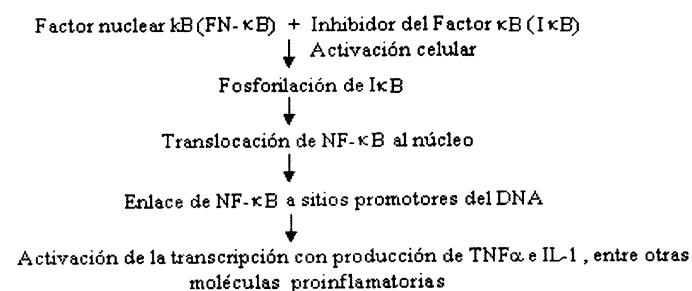 Factor nuclear kB (FN-κB) + Inhibidor del Factor κB (IκB)
Activación celular
Fosforilación de IκB
Translocación de NF-κB al núcleo
Enlace de NF-κB a sitios promotores del DNA
Activación de la transcripción con producción de TNFα e IL-1 , entre otras
moléculas proinflamatorias